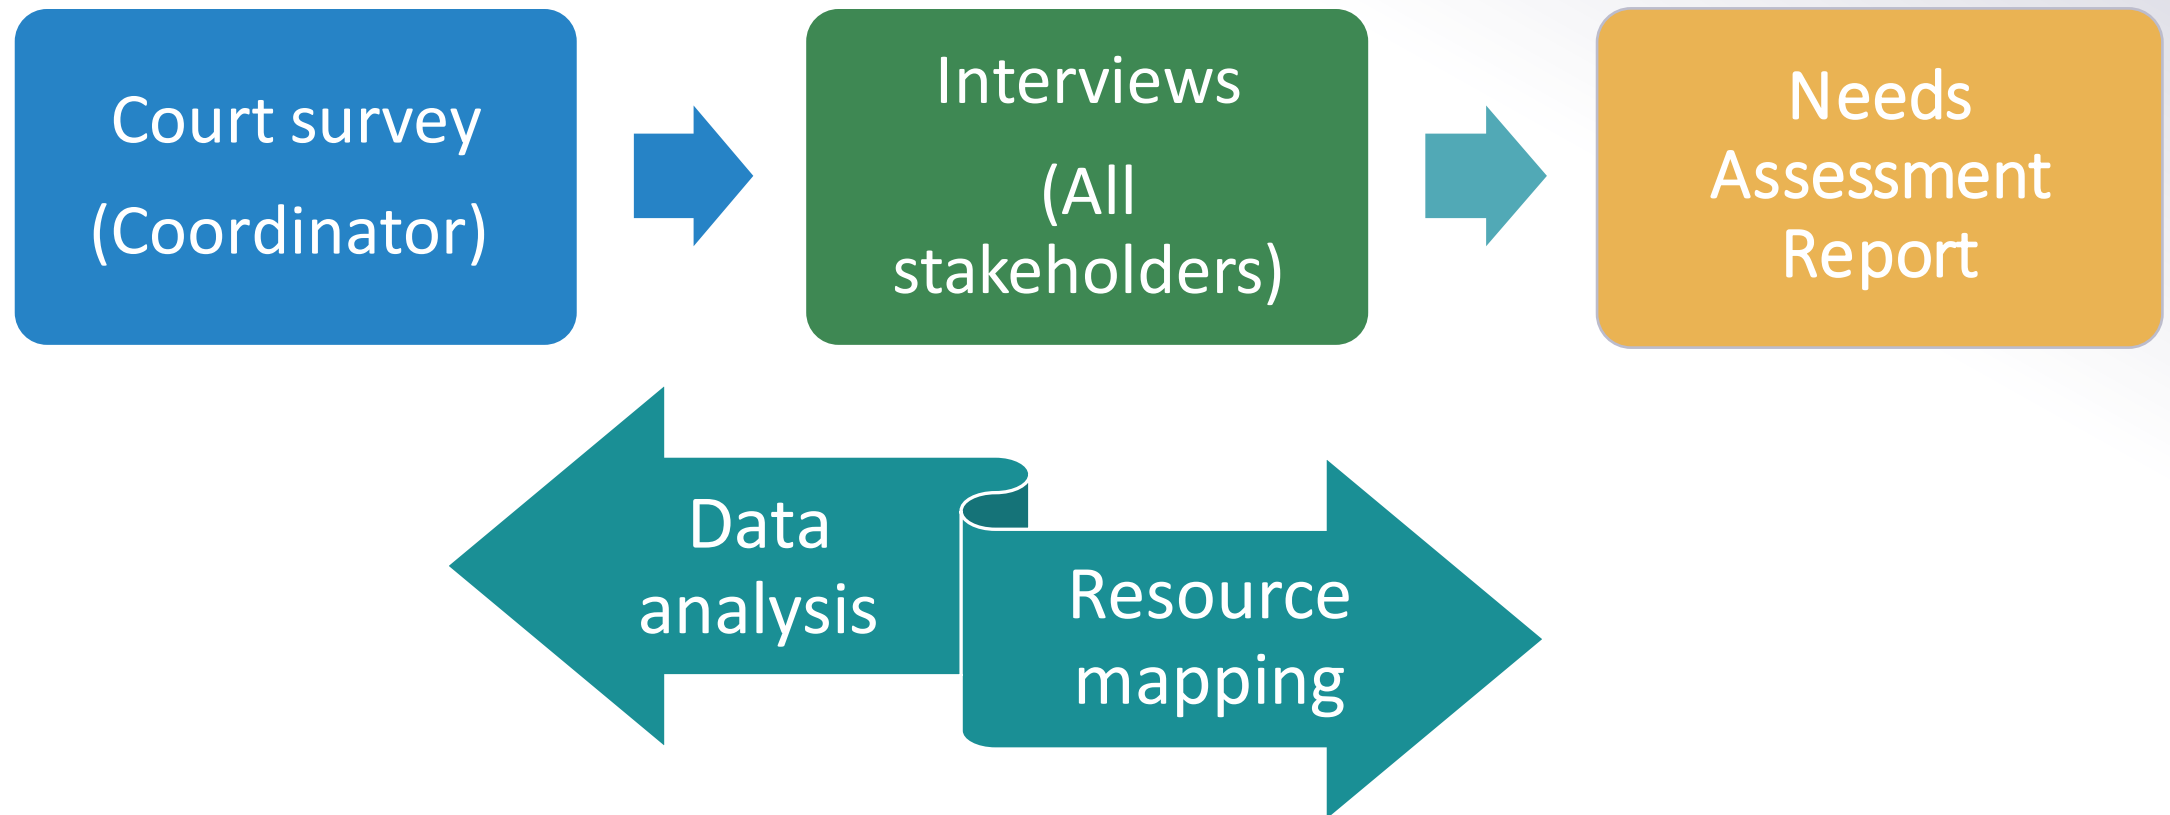 Court survey
(Coordinator)
Interviews
(All
stakeholders)
Needs
Assessment
Report
Data
analysis
Resource
mapping